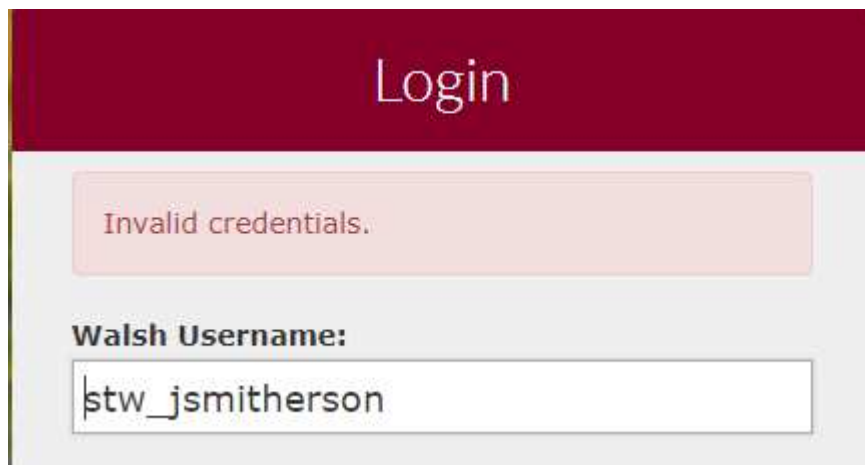 Login
Invalid credentials.
Walsh Username:
stw_jsmitherson